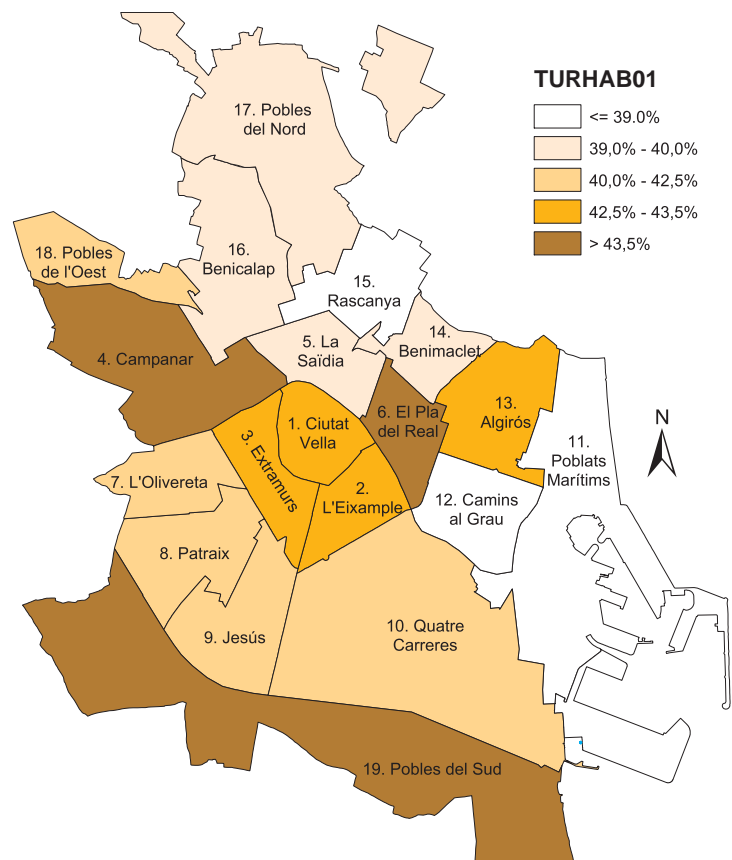 TURHAB01
<= 39.0%
39,0% - 40,0%
40,0% - 42,5%
42,5% - 43,5%
> 43,5%
17. Pobles
del Nord
18. Pobles
de l'Oest
16.
Benicalap
15.
Rascanya
14.
Benimaclet
5. La
Saïdia
4. Campanar
6. El Pla
del Real
13.
Algirós
1. Ciutat
Vella
3. Extramurs
2.
L'Eixample
11.
Poblats
Marítims
N
7. L'Olivereta
12. Camins
al Grau
8. Patraix
9. Jesús
10. Quatre
Carreres
19. Pobles del Sud